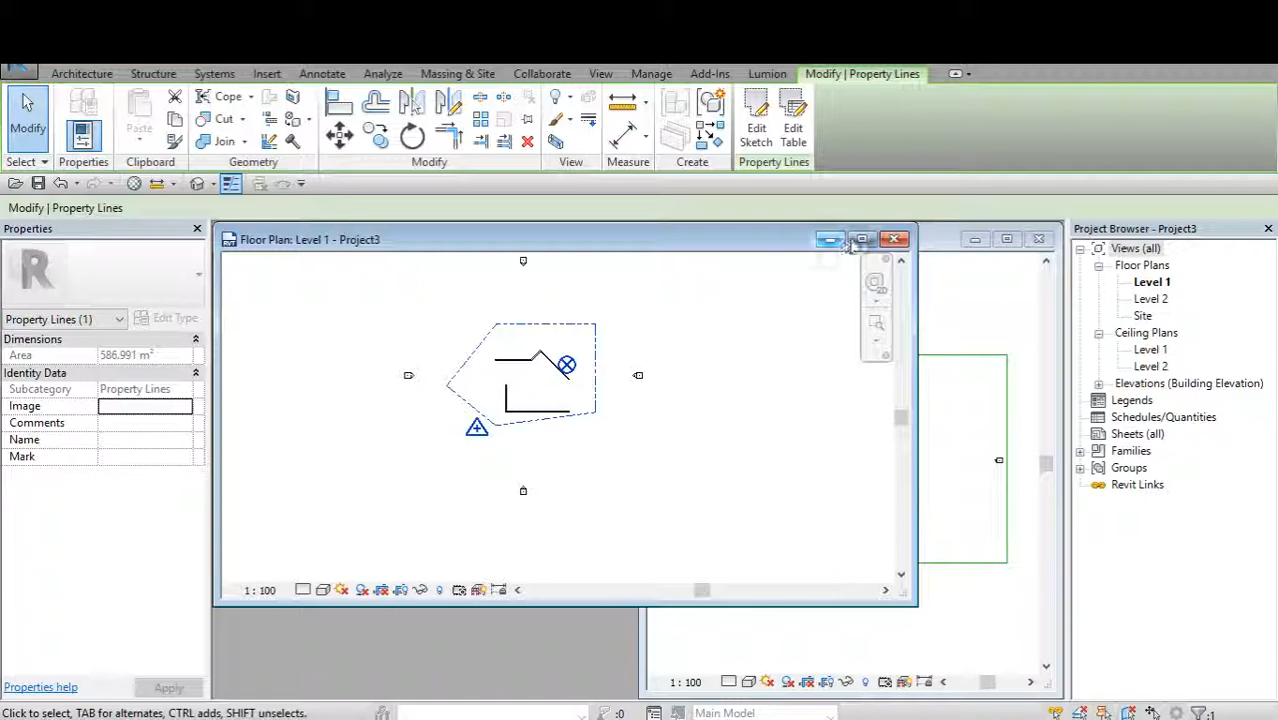 Architecture Structure Systems Insert Annotate Analyze Massing & Site Collaborate View Manage Add-Ins Lumion Modify | Property Lines
Modify Paste Cope Cut Join Edit Sketch Edit Table
Select Properties Clipboard Geometry Modify View Measure Create Property Lines
Modify | Property Lines
Properties
R
Property Lines (1) Edit Type
Dimensions
Area 586.991 m²
Identity Data
Subcategory Property Lines
Image
Comments
Name
Mark
Properties help Apply
Floor Plan: Level 1 - Project3
2D
1 : 100
1 : 100
Project Browser - Project3
Views (all)
Floor Plans
Level 1
Level 2
Site
Ceiling Plans
Level 1
Level 2
Elevations (Building Elevation)
Legends
Schedules/Quantities
Sheets (all)
Families
Groups
Revit Links
Click to select, TAB for alternates, CTRL adds, SHIFT unselects. :0 Main Model :1